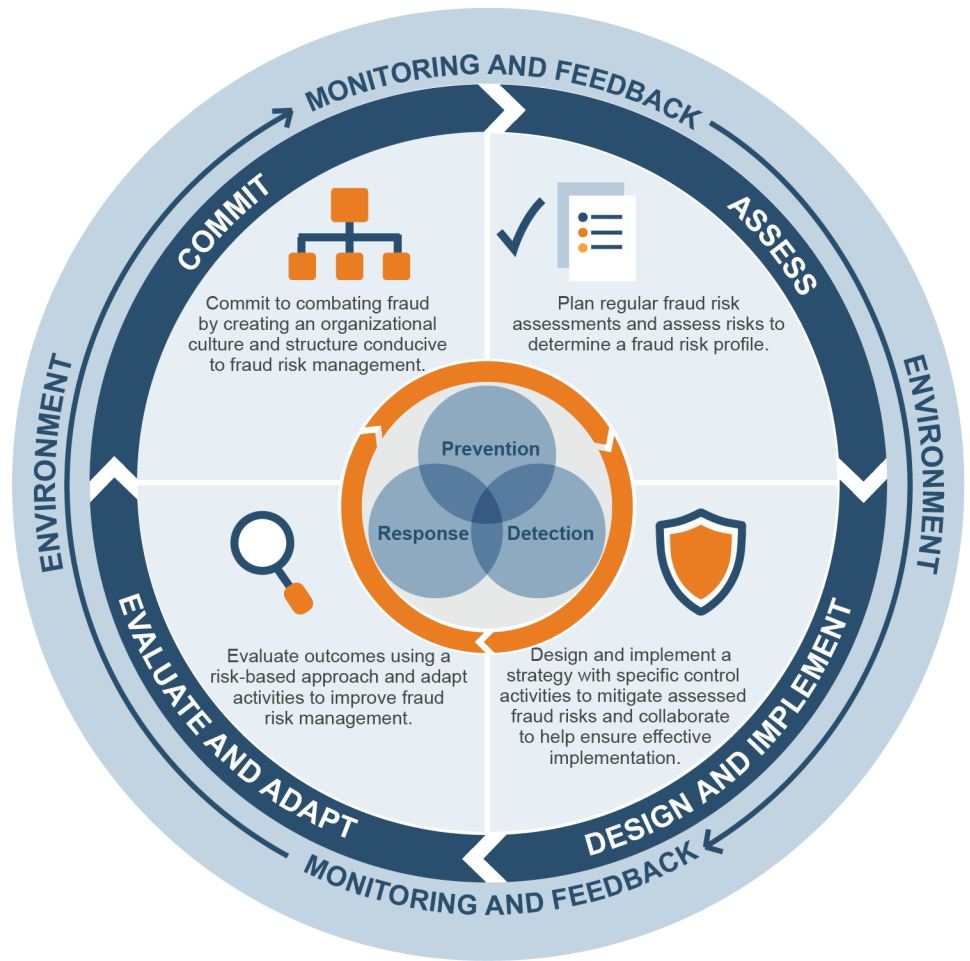 MONITORING AND FEEDBACK
COMMIT
ASSESS
Commit to combating fraud
by creating an organizational
culture and structure conducive
to fraud risk management.
Plan regular fraud risk
assessments and assess risks to
determine a fraud risk profile.
ENVIRONMENT
ENVIRONMENT
Prevention
Response
Detection
EVALUATE AND ADAPT
Evaluate outcomes using a
risk-based approach and adapt
activities to improve fraud
risk management.
Design and implement a
strategy with specific control
activities to mitigate assessed
fraud risks and collaborate
to help ensure effective
implementation.
DESIGN AND IMPLEMENT
MONITORING AND FEEDBACK